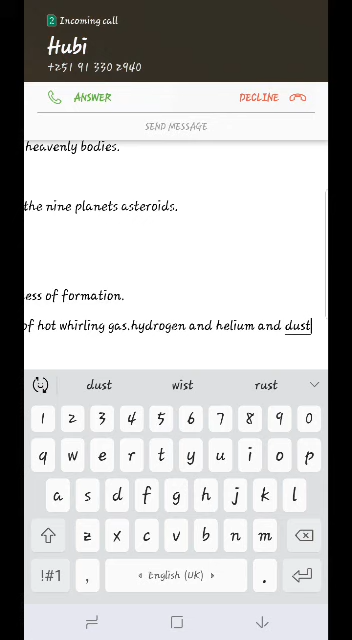 2 Incoming call
Hubi
+251 91 330 2940
ANSWER
DECLINE
SEND MESSAGE
heavenly bodies.
the nine planets asteroids.
ess of formation.
of hot whirling gas.hydrogen and helium and dust
dust wist rust
1 2 3 4 5 6 7 8 9 0
q w e r t y u i o p
a s d f g h j k l
z x c v b n m
!#1 , English (UK) .